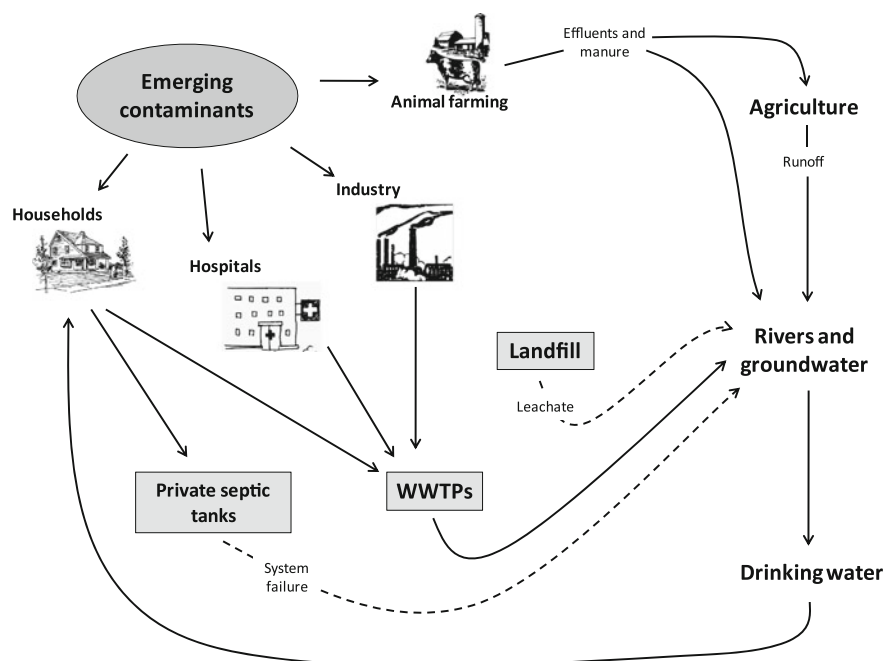 Effluents and
manure
Emerging
contaminants
Animal farming
Agriculture
Runoff
Industry
Households
Hospitals
Landfill
Rivers and
groundwater
Leachate
Private septic
tanks
WWTPs
System
failure
Drinking water